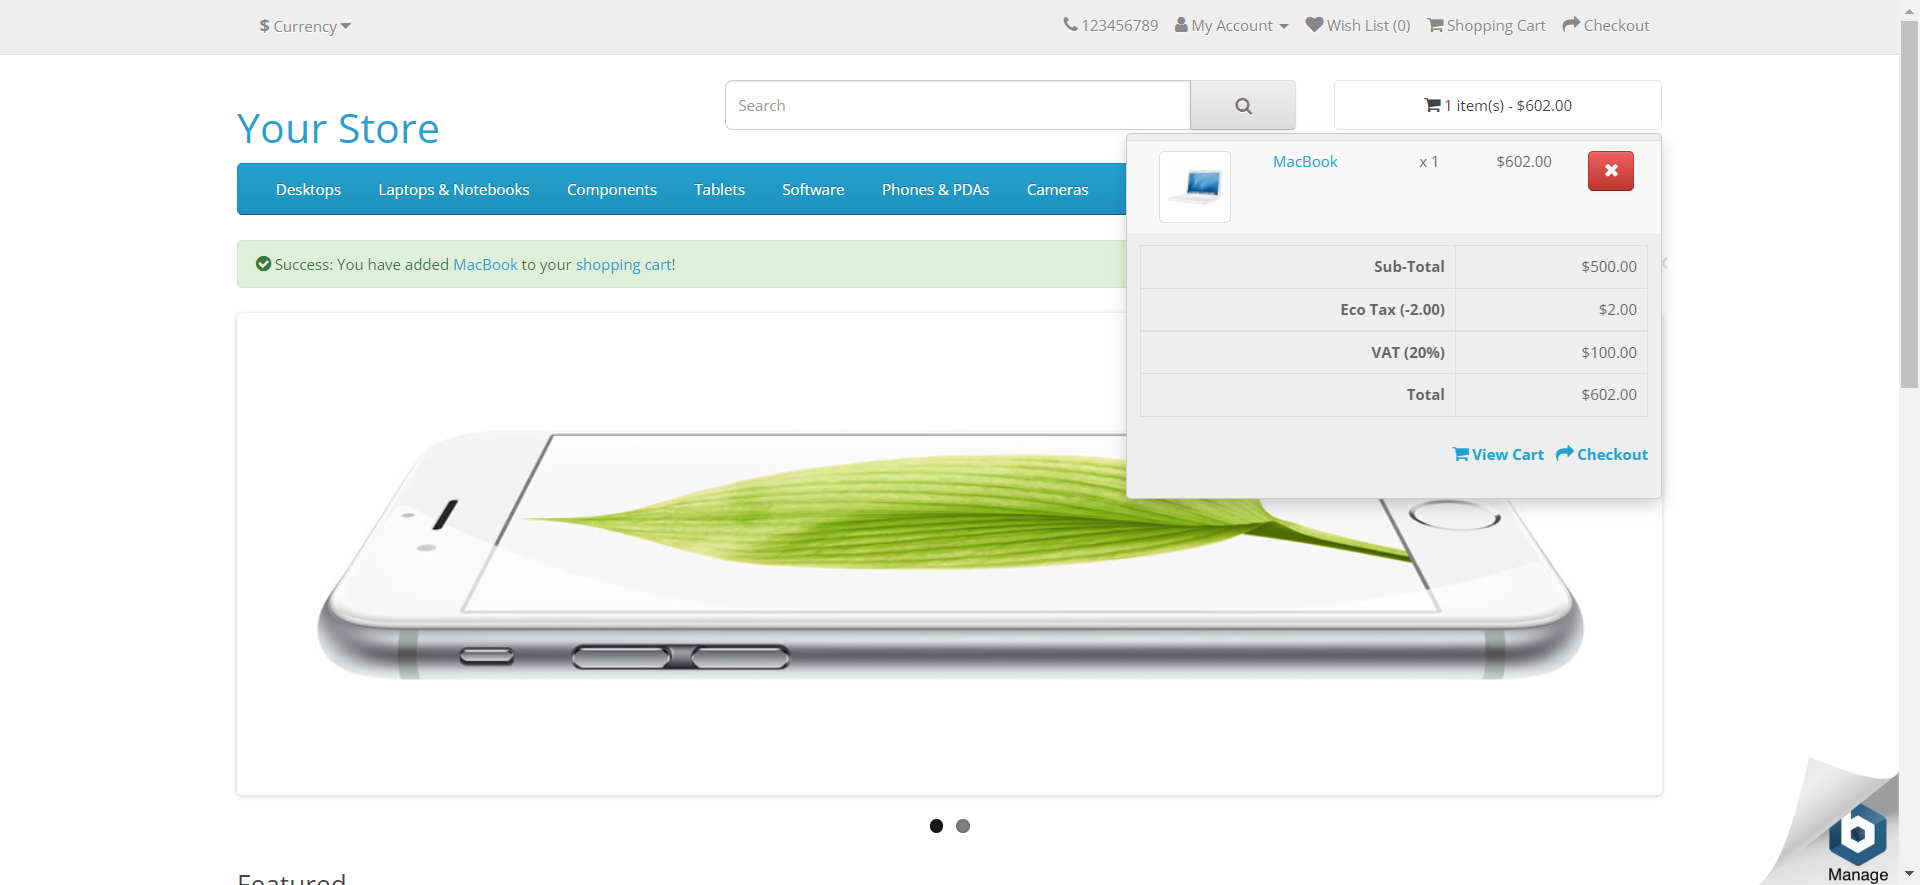 $ Currency
123456789 My Account Wish List (0) Shopping Cart Checkout
Your Store
Search
1 item(s) - $602.00
MacBook x 1 $602.00
Desktops Laptops & Notebooks Components Tablets Software Phones & PDAs Cameras
Success: You have added MacBook to your shopping cart!
Sub-Total $500.00
Eco Tax (-2.00) $2.00
VAT (20%) $100.00
Total $602.00
View Cart Checkout
Featured
Manage